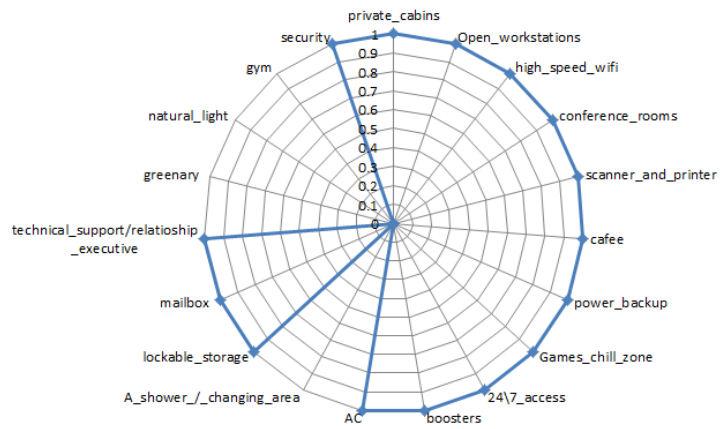 private_cabins
Open_workstations
high_speed_wifi
conference_rooms
scanner_and_printer
cafee
power_backup
Games_chill_zone
24\7_access
boosters
AC
A_shower_/_changing_area
lockable_storage
mailbox
technical_support/relatioship
_executive
greenary
natural_light
gym
security
1
0.9
0.8
0.7
0.6
0.5
0.4
0.3
0.2
0.1
0